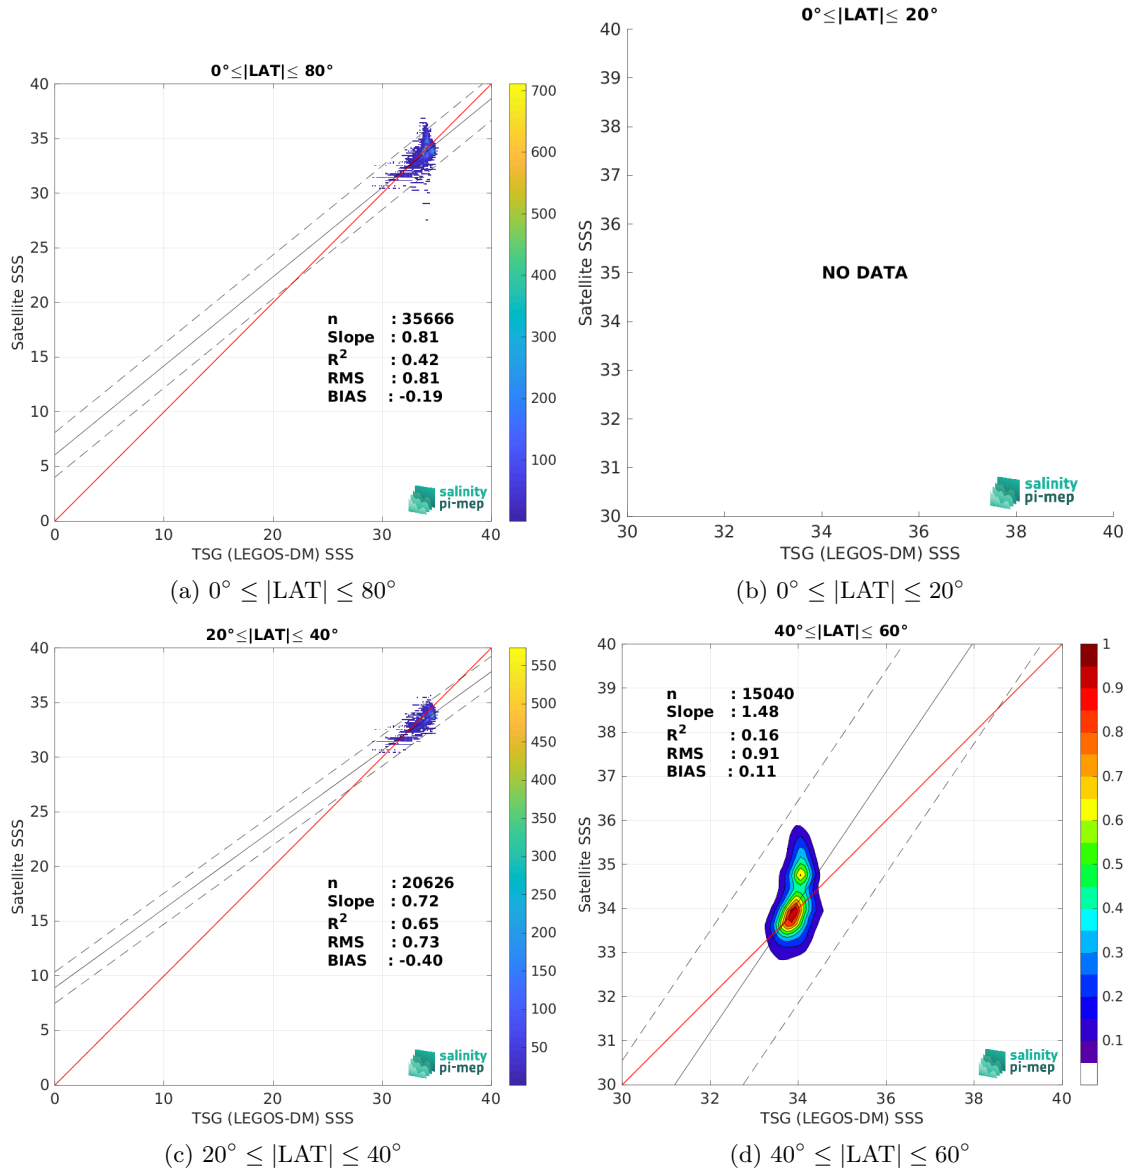 0°≤|LAT|≤ 80°
40
35
30
25
20
15
10
5
0
Satellite SSS
0
10
20
30
40
TSG (LEGOS-DM) SSS
700
600
500
400
300
200
100
n : 35666
Slope : 0.81
R² : 0.42
RMS : 0.81
BIAS : -0.19
salinity
pi-mep
(a) 0° ≤ |LAT| ≤ 80°
0°≤|LAT|≤ 20°
40
39
38
37
36
35
34
33
32
31
30
Satellite SSS
NO DATA
30
32
34
36
38
40
TSG (LEGOS-DM) SSS
salinity
pi-mep
(b) 0° ≤ |LAT| ≤ 20°
20°≤|LAT|≤ 40°
40
35
30
25
20
15
10
5
0
Satellite SSS
0
10
20
30
40
TSG (LEGOS-DM) SSS
550
500
450
400
350
300
250
200
150
100
50
n : 20626
Slope : 0.72
R² : 0.65
RMS : 0.73
BIAS : -0.40
salinity
pi-mep
(c) 20° ≤ |LAT| ≤ 40°
40°≤|LAT|≤ 60°
40
39
38
37
36
35
34
33
32
31
30
Satellite SSS
30
32
34
36
38
40
TSG (LEGOS-DM) SSS
1
0.9
0.8
0.7
0.6
0.5
0.4
0.3
0.2
0.1
n : 15040
Slope : 1.48
R² : 0.16
RMS : 0.91
BIAS : 0.11
salinity
pi-mep
(d) 40° ≤ |LAT| ≤ 60°